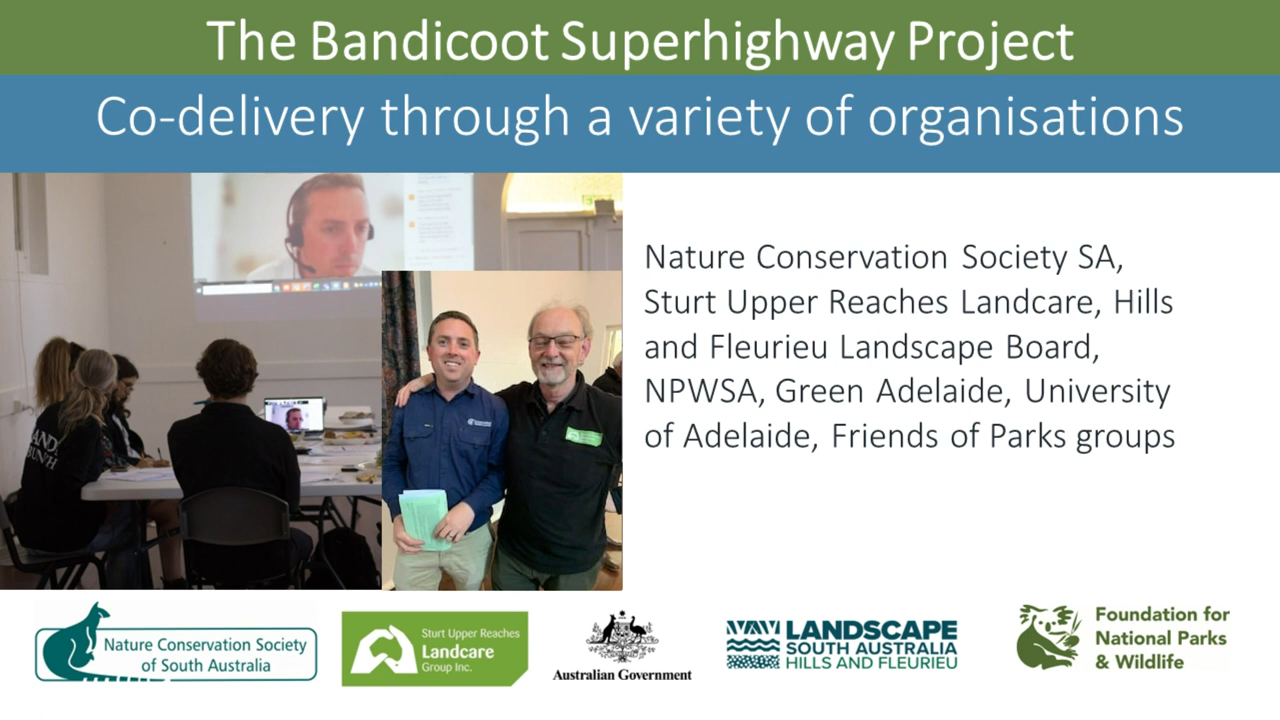 The Bandicoot Superhighway Project
Co-delivery through a variety of organisations
Nature Conservation Society SA,
Sturt Upper Reaches Landcare, Hills
and Fleurieu Landscape Board,
NPWSA, Green Adelaide, University
of Adelaide, Friends of Parks groups
Nature Conservation Society
of South Australia
Sturt Upper Reaches
Landcare
Group Inc.
Australian Government
LANDSCAPE
SOUTH AUSTRALIA
HILLS AND FLEURIEU
Foundation for
National Parks
& Wildlife